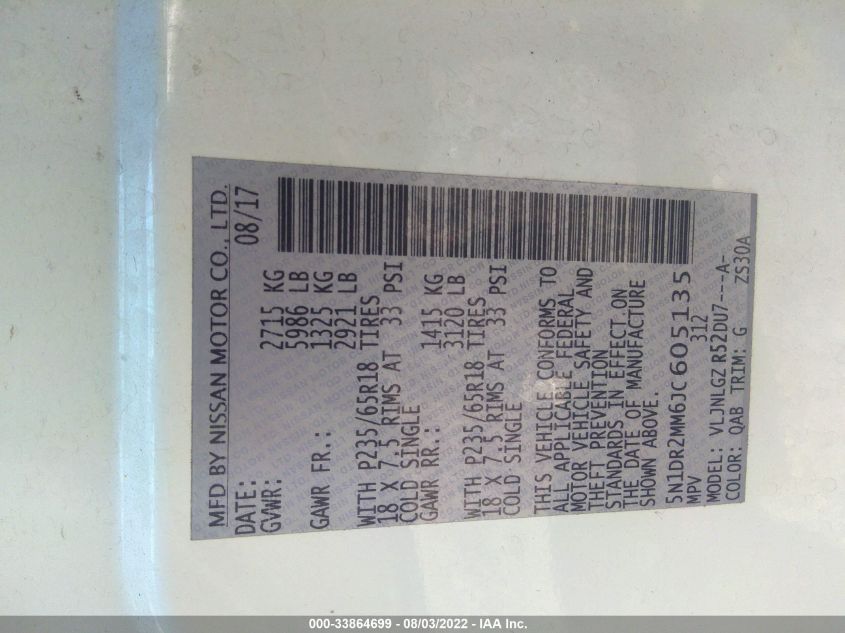 MFD BY NISSAN MOTOR CO., LTD.
DATE: 08/17
GVWR: 2715 KG
5986 LB
GAWR FR.: 1325 KG
2921 LB
WITH P235/65R18 TIRES
18 X 7.5 RIMS AT 33 PSI
COLD SINGLE
GAWR RR.: 1415 KG
3120 LB
WITH P235/65R18 TIRES
18 X 7.5 RIMS AT 33 PSI
COLD SINGLE
THIS VEHICLE CONFORMS TO
ALL APPLICABLE FEDERAL
MOTOR VEHICLE SAFETY AND
THEFT PREVENTION
STANDARDS IN EFFECT ON
THE DATE OF MANUFACTURE
SHOWN ABOVE.
5N1DR2MM6JC605135
MPV 312
MODEL: VLJNLGZ R52DU7---A-
COLOR: QAB TRIM: G ZS30A
000-33864699 - 08/03/2022 - IAA Inc.